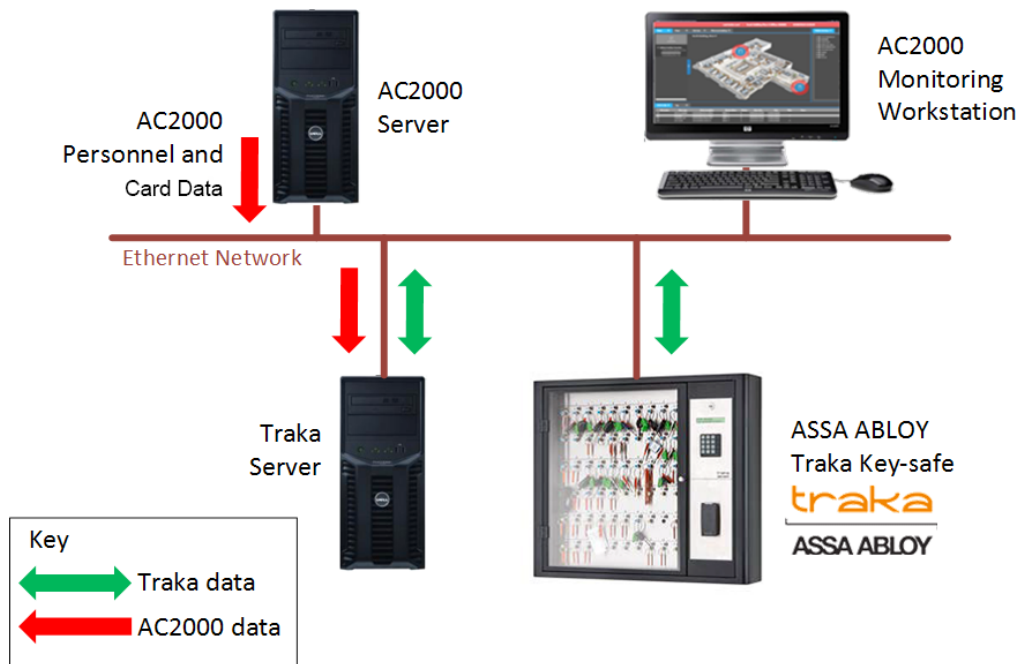 AC2000
Server
AC2000
Monitoring
Workstation
AC2000
Personnel and
Card Data
Ethernet Network
Traka
Server
ASSA ABLOY
Traka Key-safe
traka
ASSA ABLOY
Key
Traka data
AC2000 data